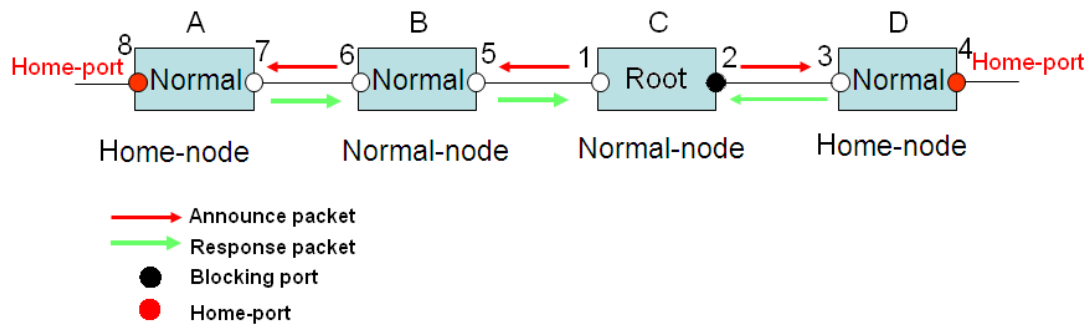 A B C D
8 7 6 5 1 2 3 4
Home-port Normal Normal Root Normal Home-port
Home-node Normal-node Normal-node Home-node
Announce packet
Response packet
Blocking port
Home-port